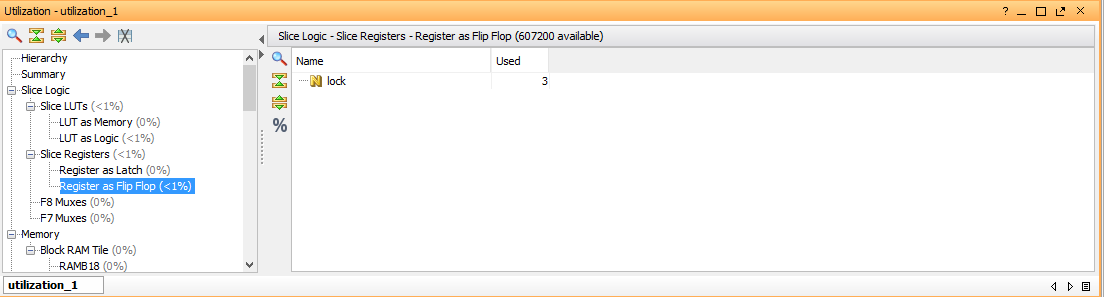 Utilization - utilization_1
Hierarchy
Summary
Slice Logic
Slice LUTs (<1%)
LUT as Memory (0%)
LUT as Logic (<1%)
Slice Registers (<1%)
Register as Latch (0%)
Register as Flip Flop (<1%)
F8 Muxes (0%)
F7 Muxes (0%)
Memory
Block RAM Tile (0%)
RAMB18 (0%)
Slice Logic - Slice Registers - Register as Flip Flop (607200 available)
Name Used
lock 3
%
utilization_1